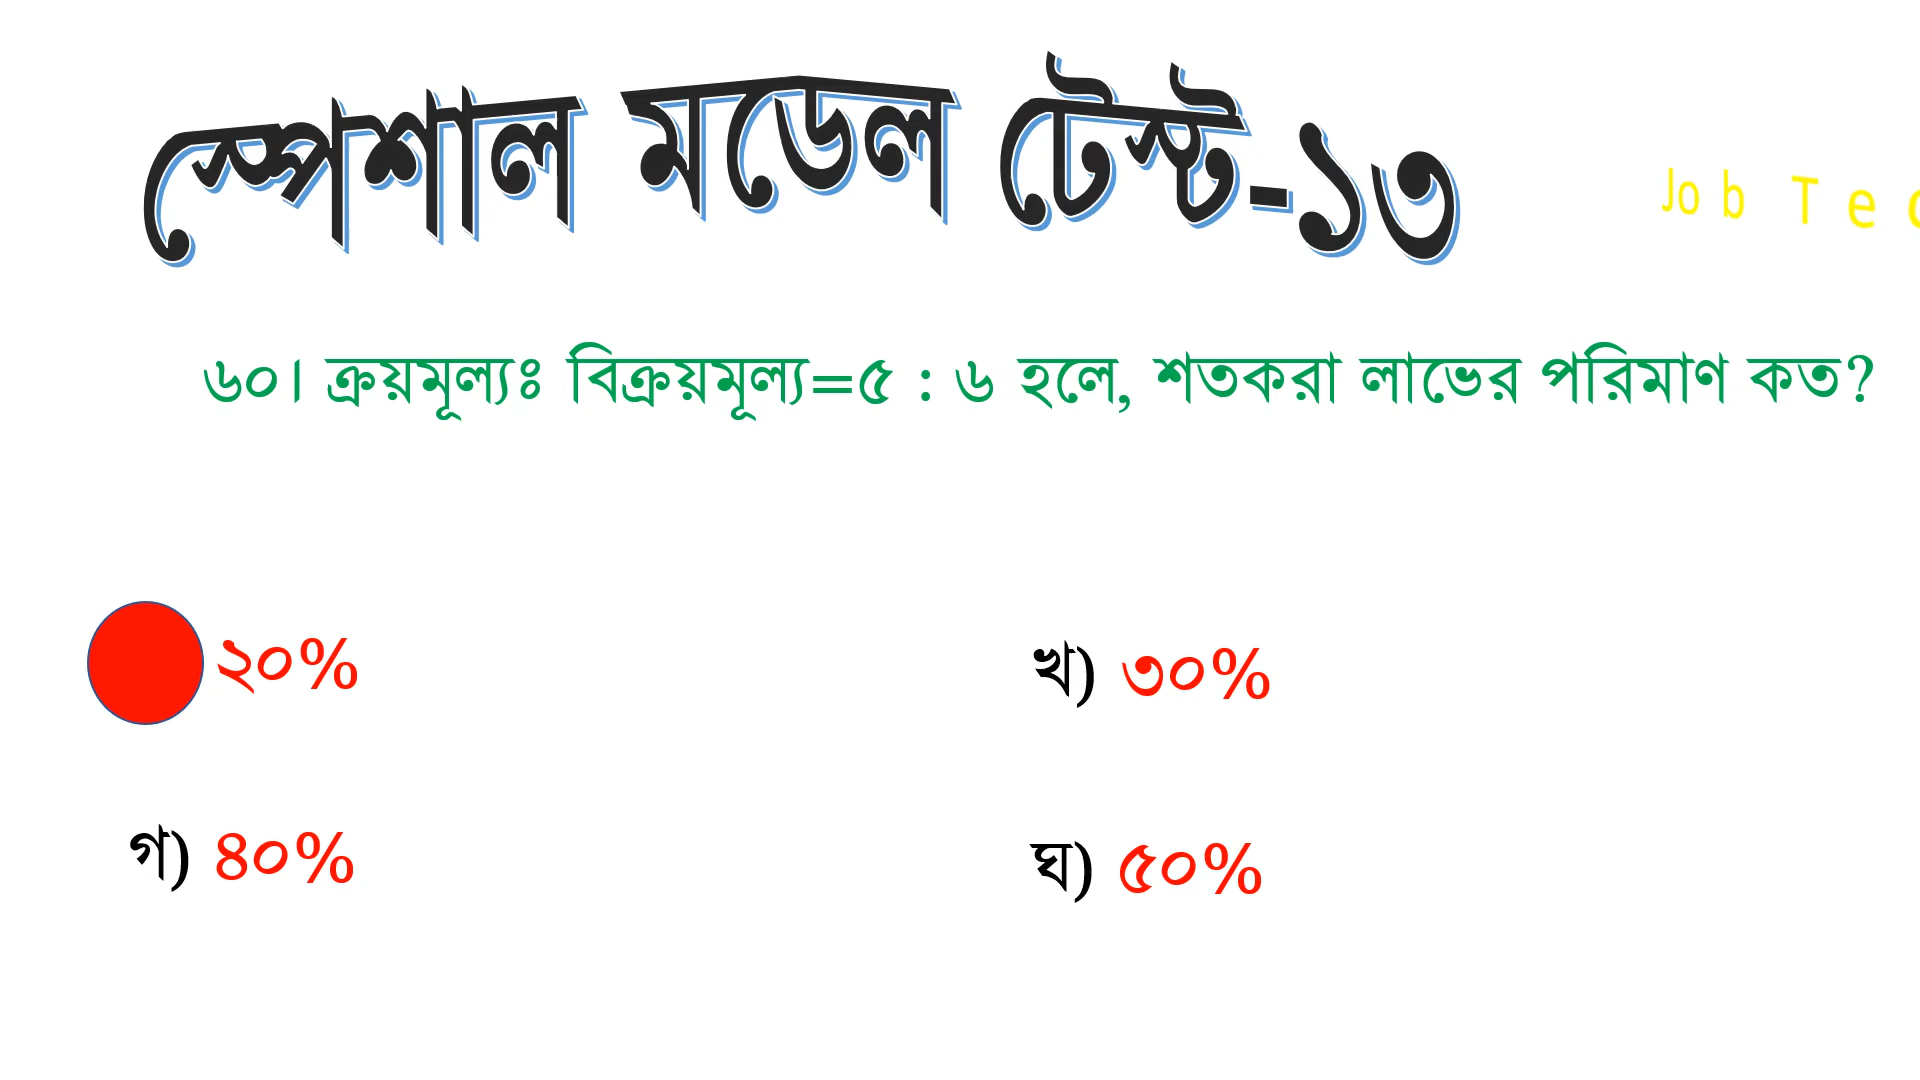 স্পেশাল মডেল টেস্ট-১৩
Job Te
৬০। ক্রয়মূল্যঃ বিক্রয়মূল্য=৫ : ৬ হলে, শতকরা লাভের পরিমাণ কত?
২০%
খ) ৩০%
গ) ৪০%
ঘ) ৫০%